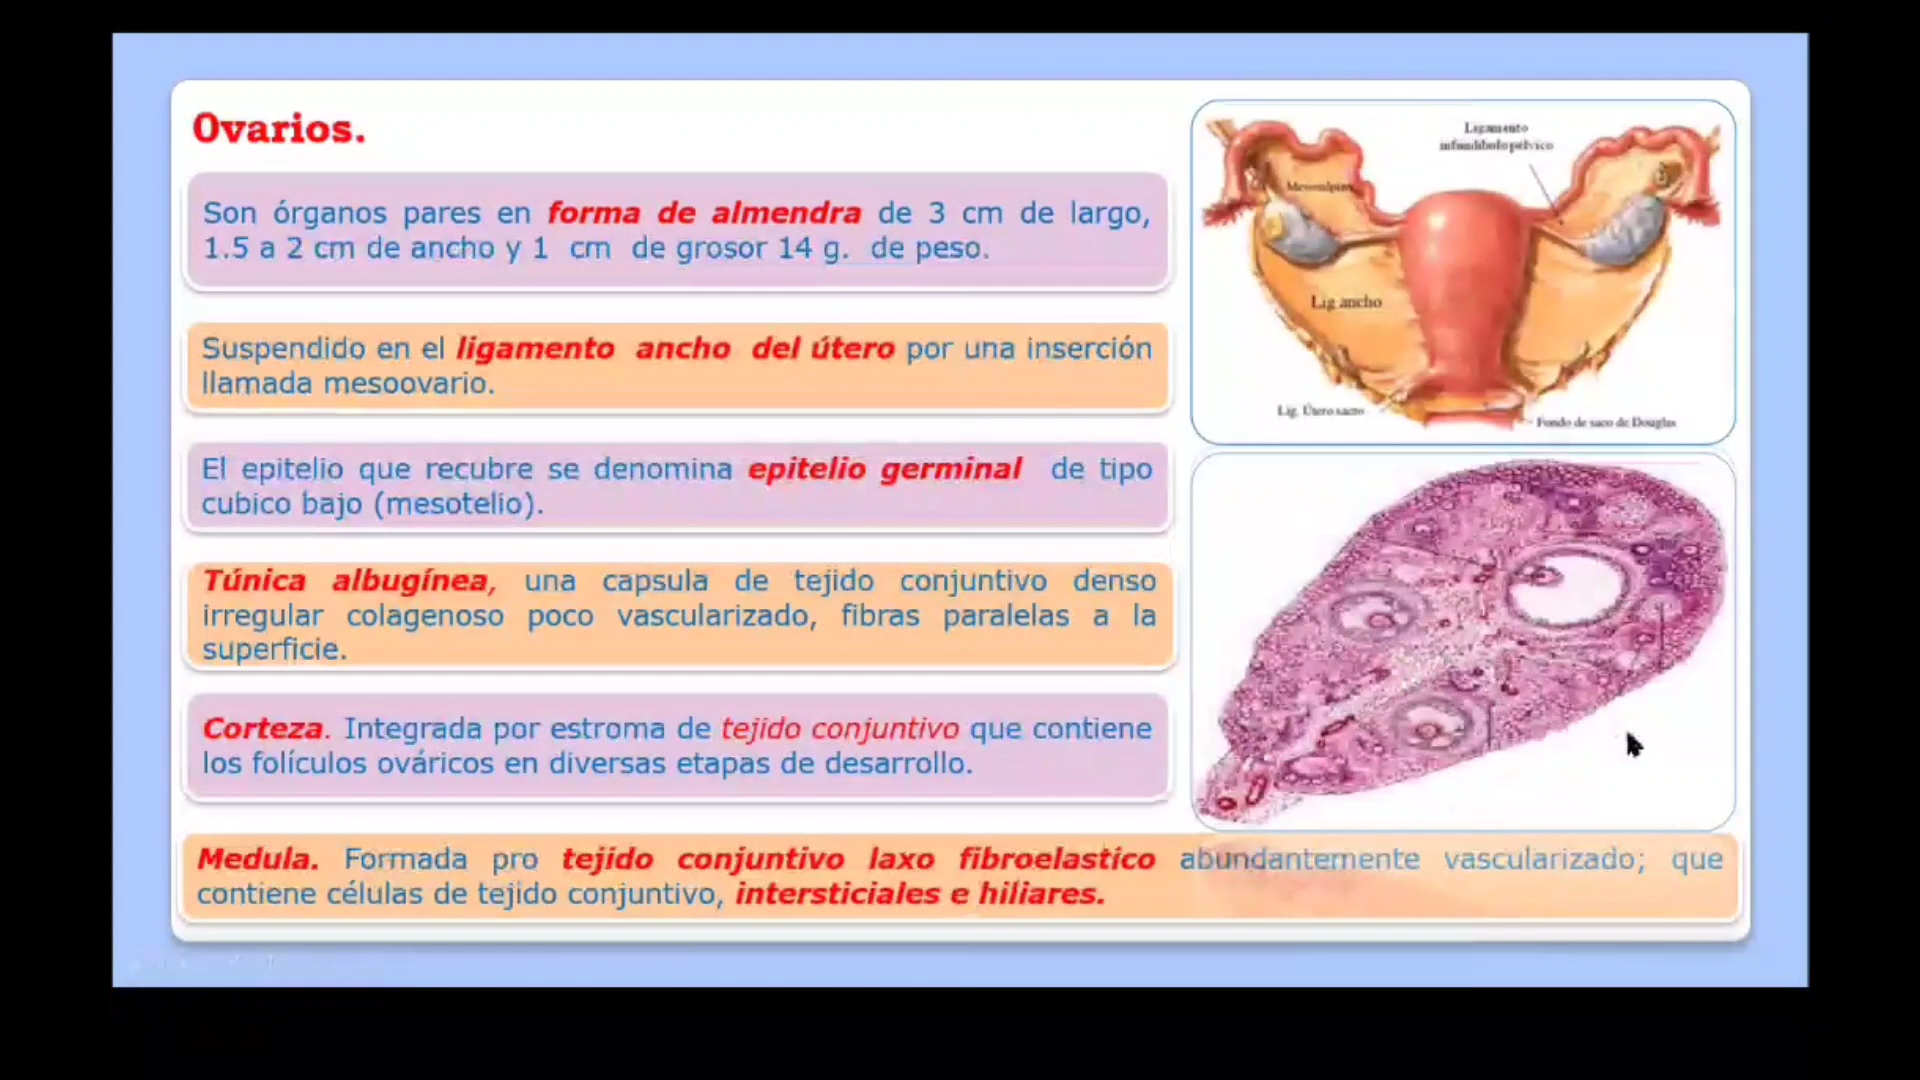 Ovarios.
Son órganos pares en forma de almendra de 3 cm de largo,
1.5 a 2 cm de ancho y 1 cm de grosor 14 g. de peso.
Suspendido en el ligamento ancho del útero por una inserción
llamada mesoovario.
El epitelio que recubre se denomina epitelio germinal de tipo
cubico bajo (mesotelio).
Túnica albugínea, una capsula de tejido conjuntivo denso
irregular colagenoso poco vascularizado, fibras paralelas a la
superficie.
Corteza. Integrada por estroma de tejido conjuntivo que contiene
los folículos ováricos en diversas etapas de desarrollo.
Medula. Formada pro tejido conjuntivo laxo fibroelastico abundantemente vascularizado; que
contiene células de tejido conjuntivo, intersticiales e hiliares.
Ligamento
infundibolopélvico
Lig ancho
Lig. Útero sacro
Fondo de saco de Douglas